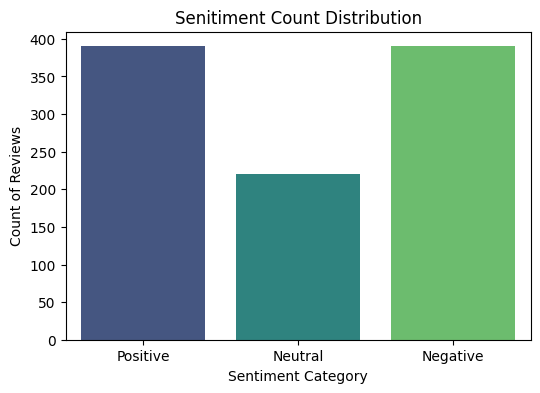 Senitiment Count Distribution
400
350
300
250
200
150
100
50
0
Count of Reviews
Positive Neutral Negative
Sentiment Category